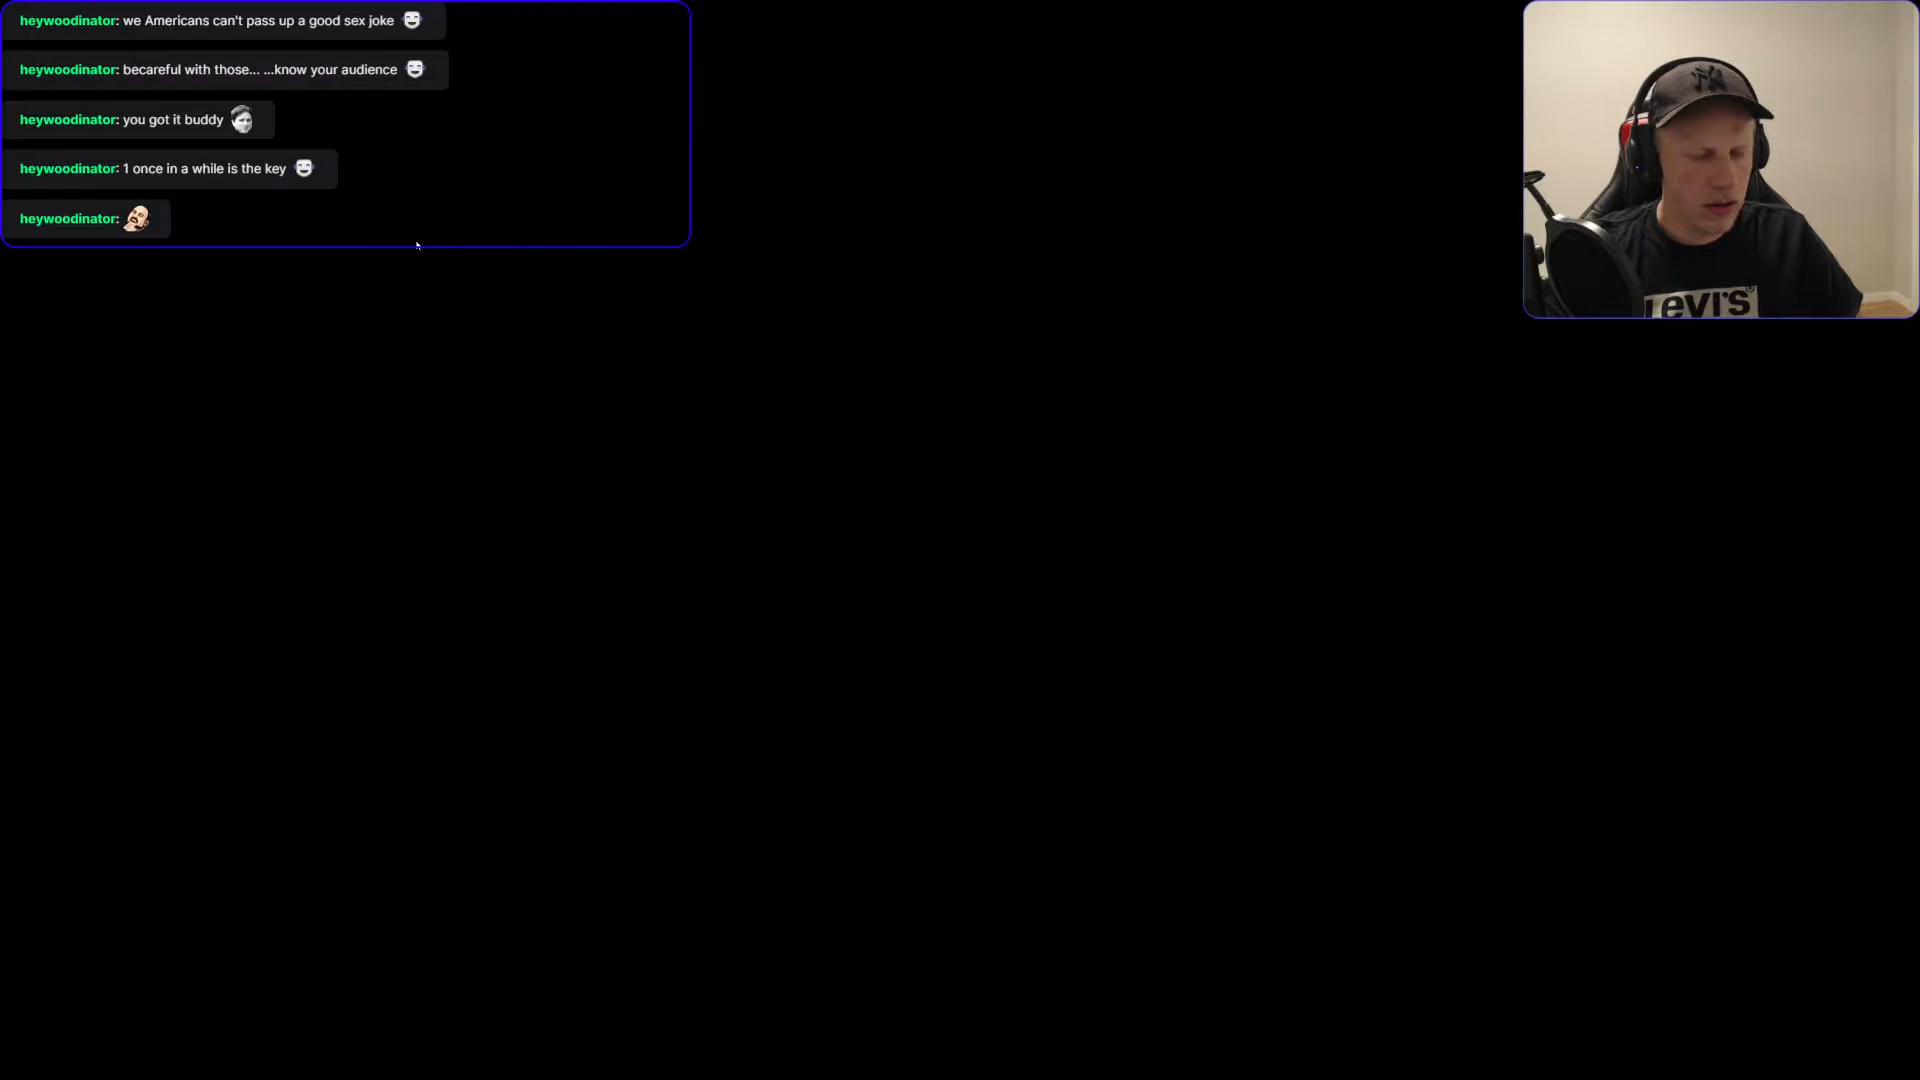 heywoodinator: we Americans can't pass up a good sex joke
heywoodinator: becareful with those... ...know your audience
heywoodinator: you got it buddy
heywoodinator: 1 once in a while is the key
heywoodinator:
NY
Levi's®